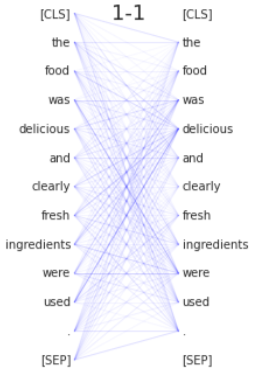 1-1
[CLS] [CLS]
the the
food food
was was
delicious delicious
and and
clearly clearly
fresh fresh
ingredients ingredients
were were
used used
. .
[SEP] [SEP]